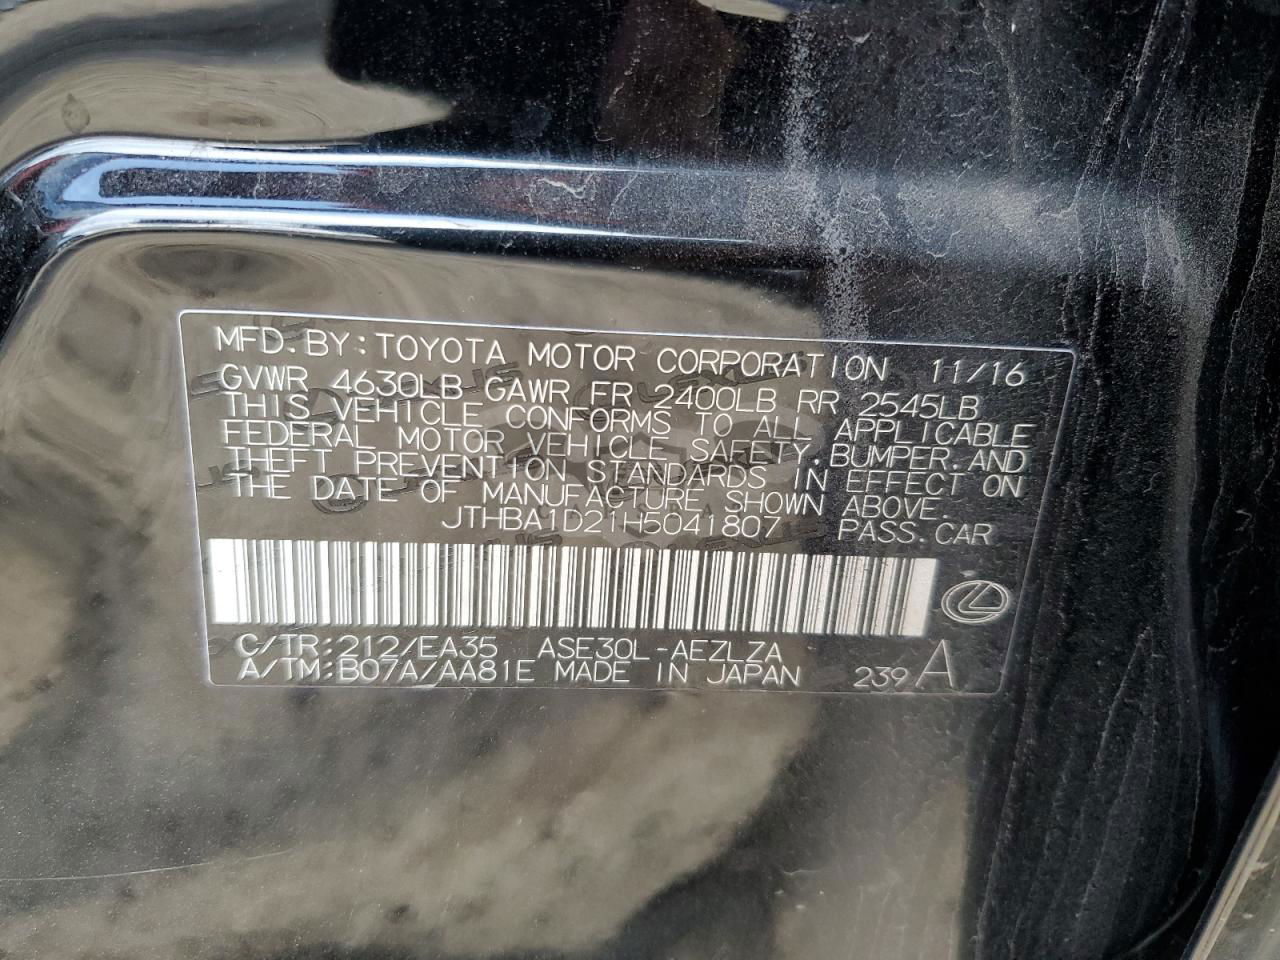 MFD.BY:TOYOTA MOTOR CORPORATION 11/16
GVWR 4630LB GAWR FR 2400LB RR 2545LB
THIS VEHICLE CONFORMS TO ALL APPLICABLE
FEDERAL MOTOR VEHICLE SAFETY,BUMPER,AND
THEFT PREVENTION STANDARDS IN EFFECT ON
THE DATE OF MANUFACTURE SHOWN ABOVE.
JTHBA1D21H5041807 PASS.CAR
C/TR:212/EA35 ASE30L-AEZLZA
A/TM:B07A/AA81E MADE IN JAPAN 239 A